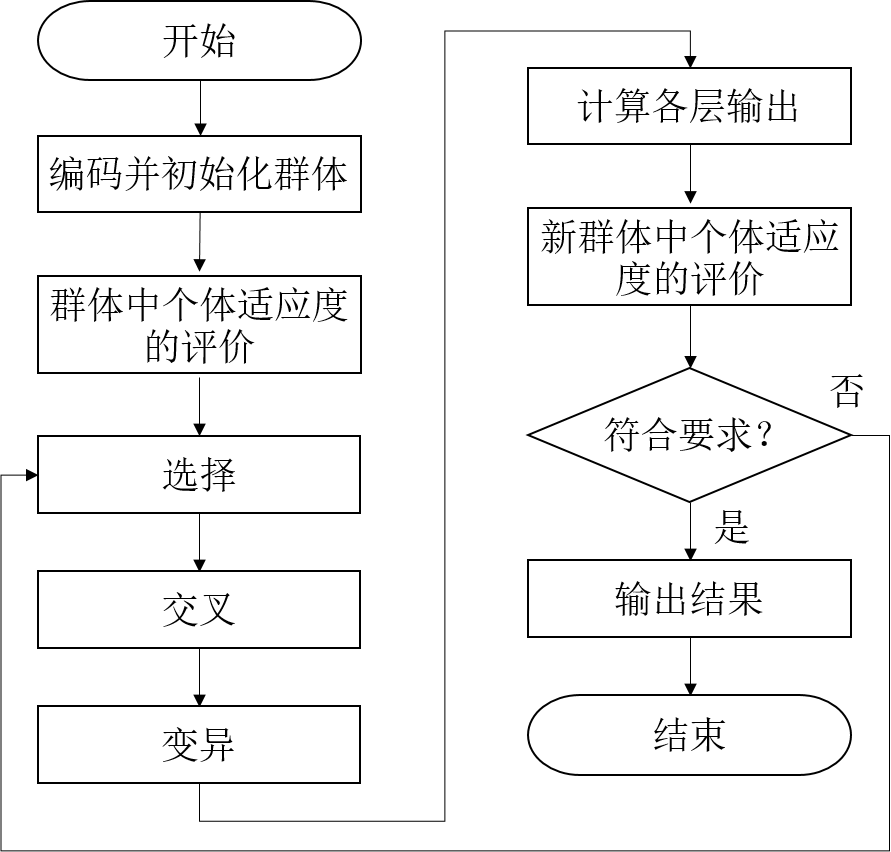 开始
编码并初始化群体
群体中个体适应度
的评价
选择
交叉
变异
计算各层输出
新群体中个体适应
度的评价
符合要求？
否
是
输出结果
结束